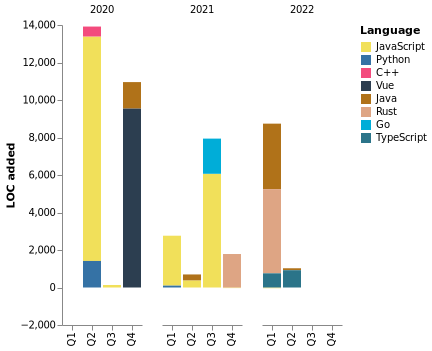 2020 2021 2022
Language
JavaScript
Python
C++
Vue
Java
Rust
Go
TypeScript
LOC added
14,000
12,000
10,000
8,000
6,000
4,000
2,000
0
−2,000
Q1 Q2 Q3 Q4 Q1 Q2 Q3 Q4 Q1 Q2 Q3 Q4